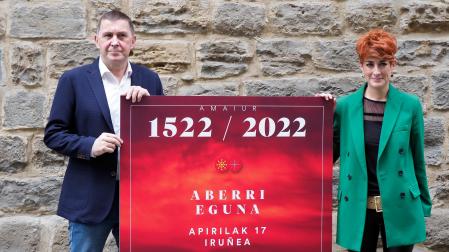 AMAIUR
1522 / 2022
ABERRI
EGUNA
APIRILAK 17
IRUÑEA